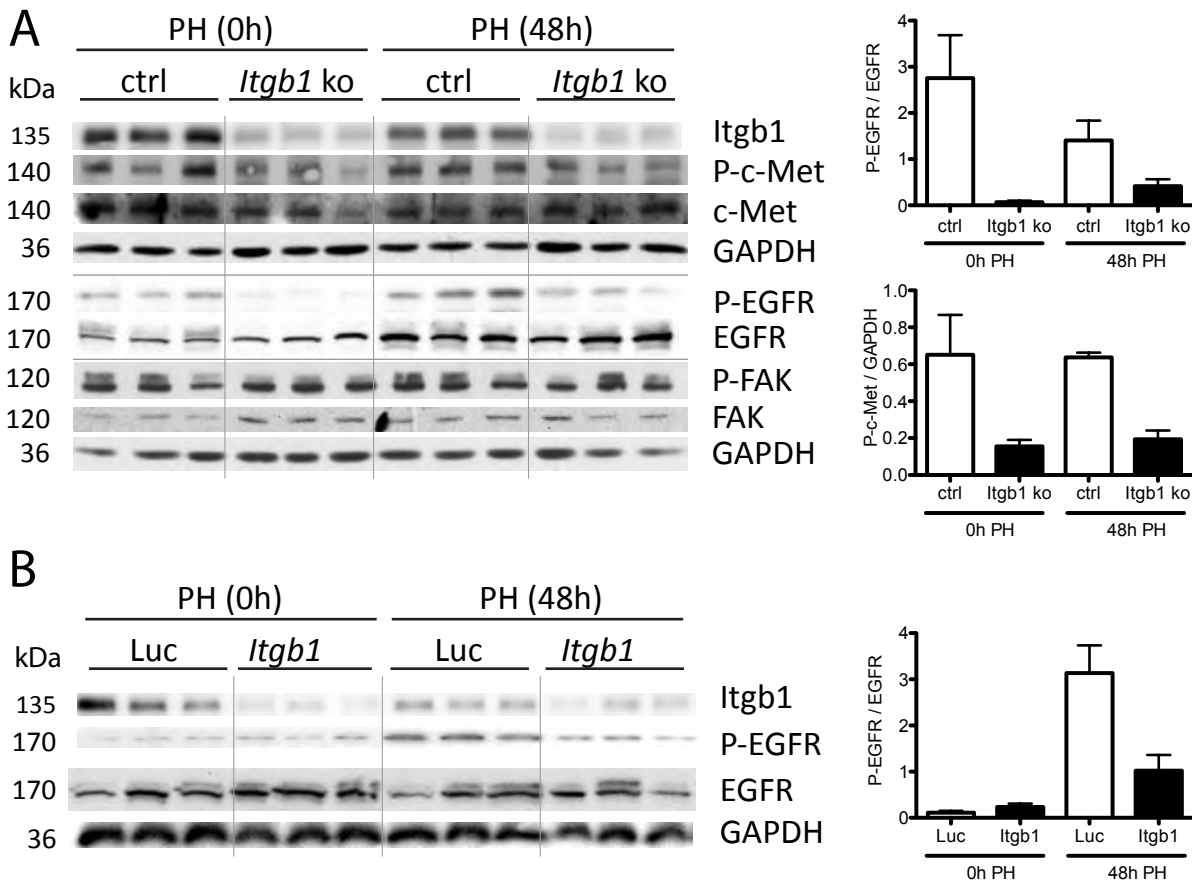 A
PH (0h) PH (48h)
kDa ctrl Itgb1 ko ctrl Itgb1 ko
135 Itgb1
140 P-c-Met
140 c-Met
36 GAPDH
170 P-EGFR
170 EGFR
120 P-FAK
120 FAK
36 GAPDH
P-EGFR / EGFR
4
3
2
1
0
ctrl Itgb1 ko ctrl Itgb1 ko
0h PH 48h PH
P-c-Met / GAPDH
1.0
0.8
0.6
0.4
0.2
0.0
ctrl Itgb1 ko ctrl Itgb1 ko
0h PH 48h PH
B
PH (0h) PH (48h)
kDa Luc Itgb1 Luc Itgb1
135 Itgb1
170 P-EGFR
170 EGFR
36 GAPDH
P-EGFR / EGFR
4
3
2
1
0
Luc Itgb1 Luc Itgb1
0h PH 48h PH